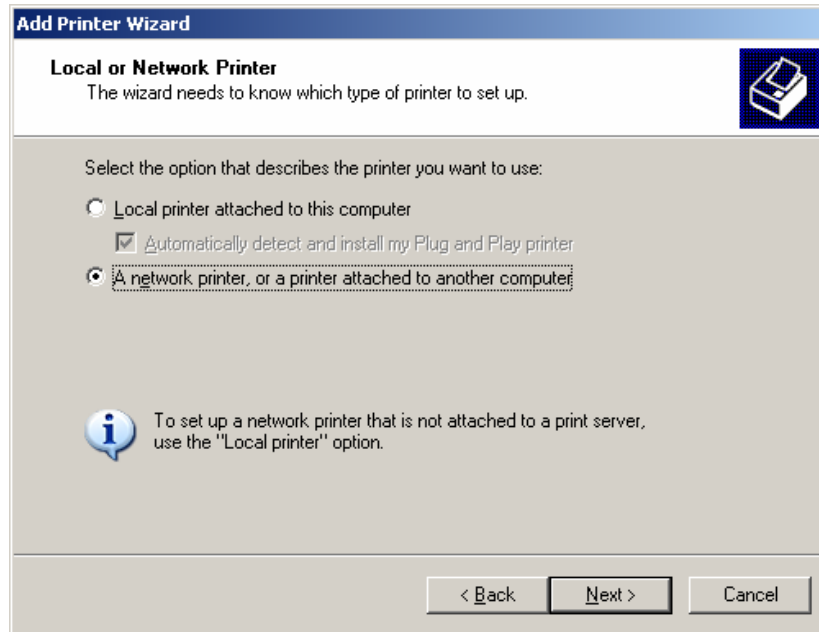 Add Printer Wizard
Local or Network Printer
The wizard needs to know which type of printer to set up.
Select the option that describes the printer you want to use:
Local printer attached to this computer
Automatically detect and install my Plug and Play printer
A network printer, or a printer attached to another computer
To set up a network printer that is not attached to a print server,
use the "Local printer" option.
< Back Next > Cancel